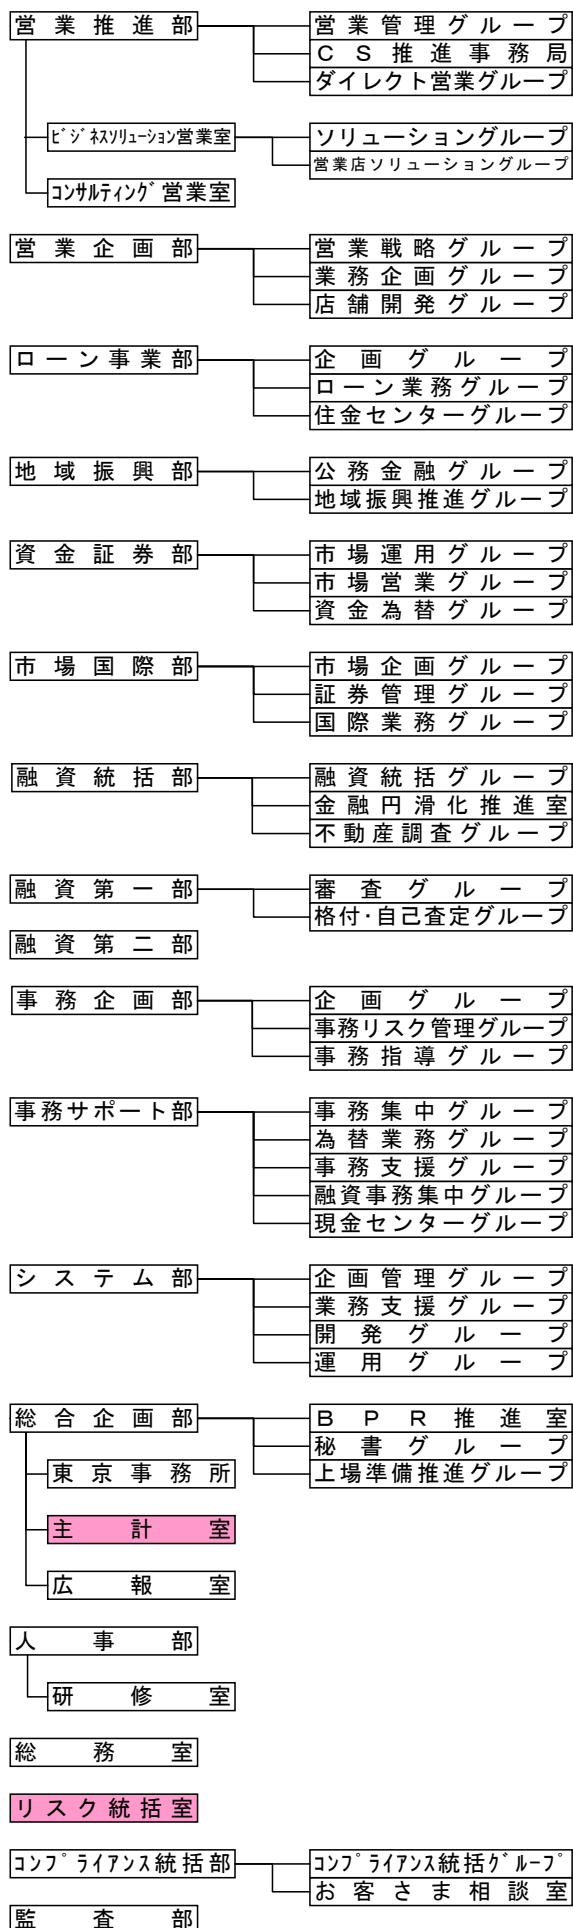 営業推進部 営業管理グループ
ＣＳ推進事務局
ダイレクト営業グループ
ﾋﾞｼﾞﾈｽｿﾘｭｰｼｮﾝ営業室 ソリューショングループ
営業店ソリューショングループ
ｺﾝｻﾙﾃｨﾝｸﾞ営業室
営業企画部 営業戦略グループ
業務企画グループ
店舗開発グループ
ローン事業部 企画グループ
ローン業務グループ
住金センターグループ
地域振興部 公務金融グループ
地域振興推進グループ
資金証券部 市場運用グループ
市場営業グループ
資金為替グループ
市場国際部 市場企画グループ
証券管理グループ
国際業務グループ
融資統括部 融資統括グループ
金融円滑化推進室
不動産調査グループ
融資第一部 審査グループ
格付･自己査定グループ
融資第二部
事務企画部 企画グループ
事務リスク管理グループ
事務指導グループ
事務サポート部 事務集中グループ
為替業務グループ
事務支援グループ
融資事務集中グループ
現金センターグループ
システム部 企画管理グループ
業務支援グループ
開発グループ
運用グループ
総合企画部 ＢＰＲ推進室
秘書グループ
東京事務所 上場準備推進グループ
主計室
広報室
人事部
研修室
総務室
リスク統括室
ｺﾝﾌﾟﾗｲｱﾝｽ統括部 ｺﾝﾌﾟﾗｲｱﾝｽ統括ｸﾞﾙｰﾌﾟ
お客さま相談室
監査部